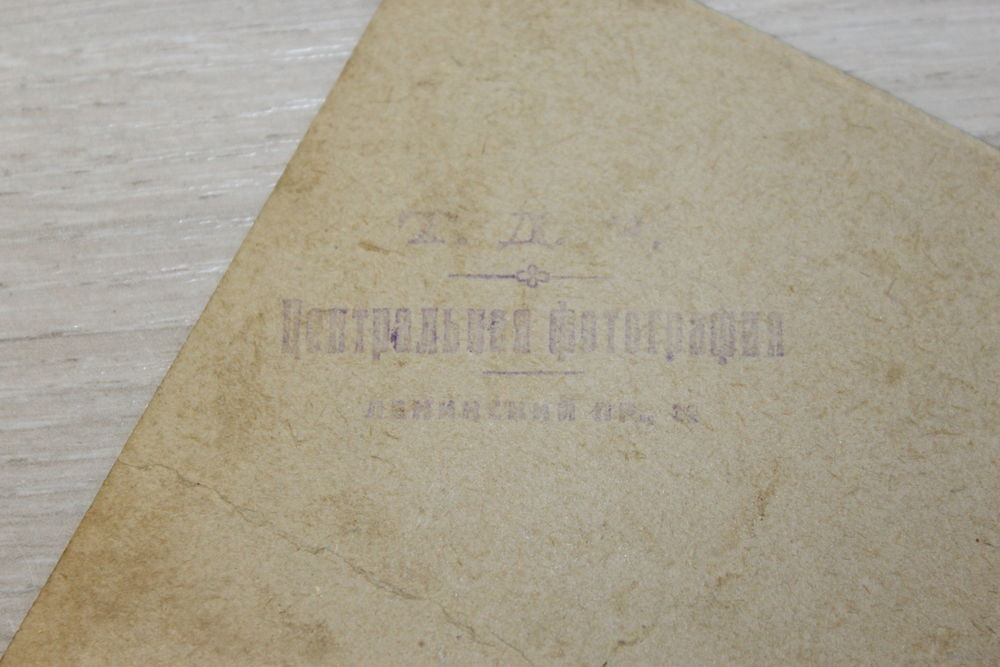 Т. Д.
Центральная фотография
Ленинский пр.,